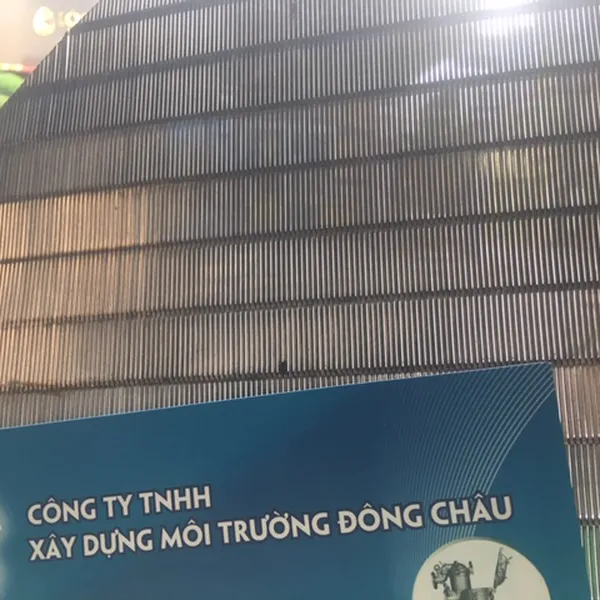 CÔNG TY TNHH
XÂY DỰNG MÔI TRƯỜNG ĐÔNG CHÂU